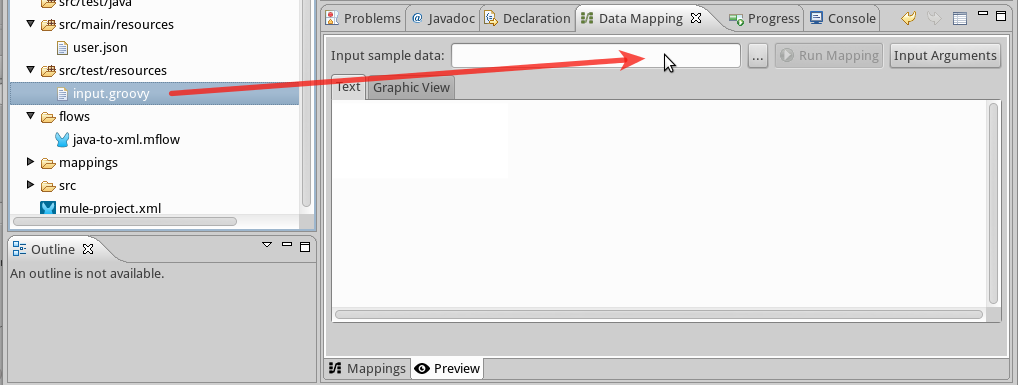 src/test/java
src/main/resources
user.json
src/test/resources
input.groovy
flows
java-to-xml.mflow
mappings
src
mule-project.xml
Outline
An outline is not available.
Problems @ Javadoc Declaration Data Mapping Progress Console
Input sample data: ... Run Mapping Input Arguments
Text Graphic View
Mappings Preview